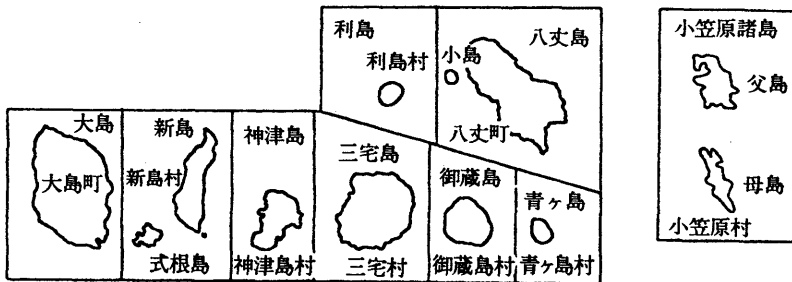 利島
利島村
八丈島
小島
八丈町
小笠原諸島
父島
母島
小笠原村
大島
大島町
新島
新島村
式根島
神津島
神津島村
三宅島
三宅村
御蔵島
御蔵島村
青ヶ島
青ヶ島村